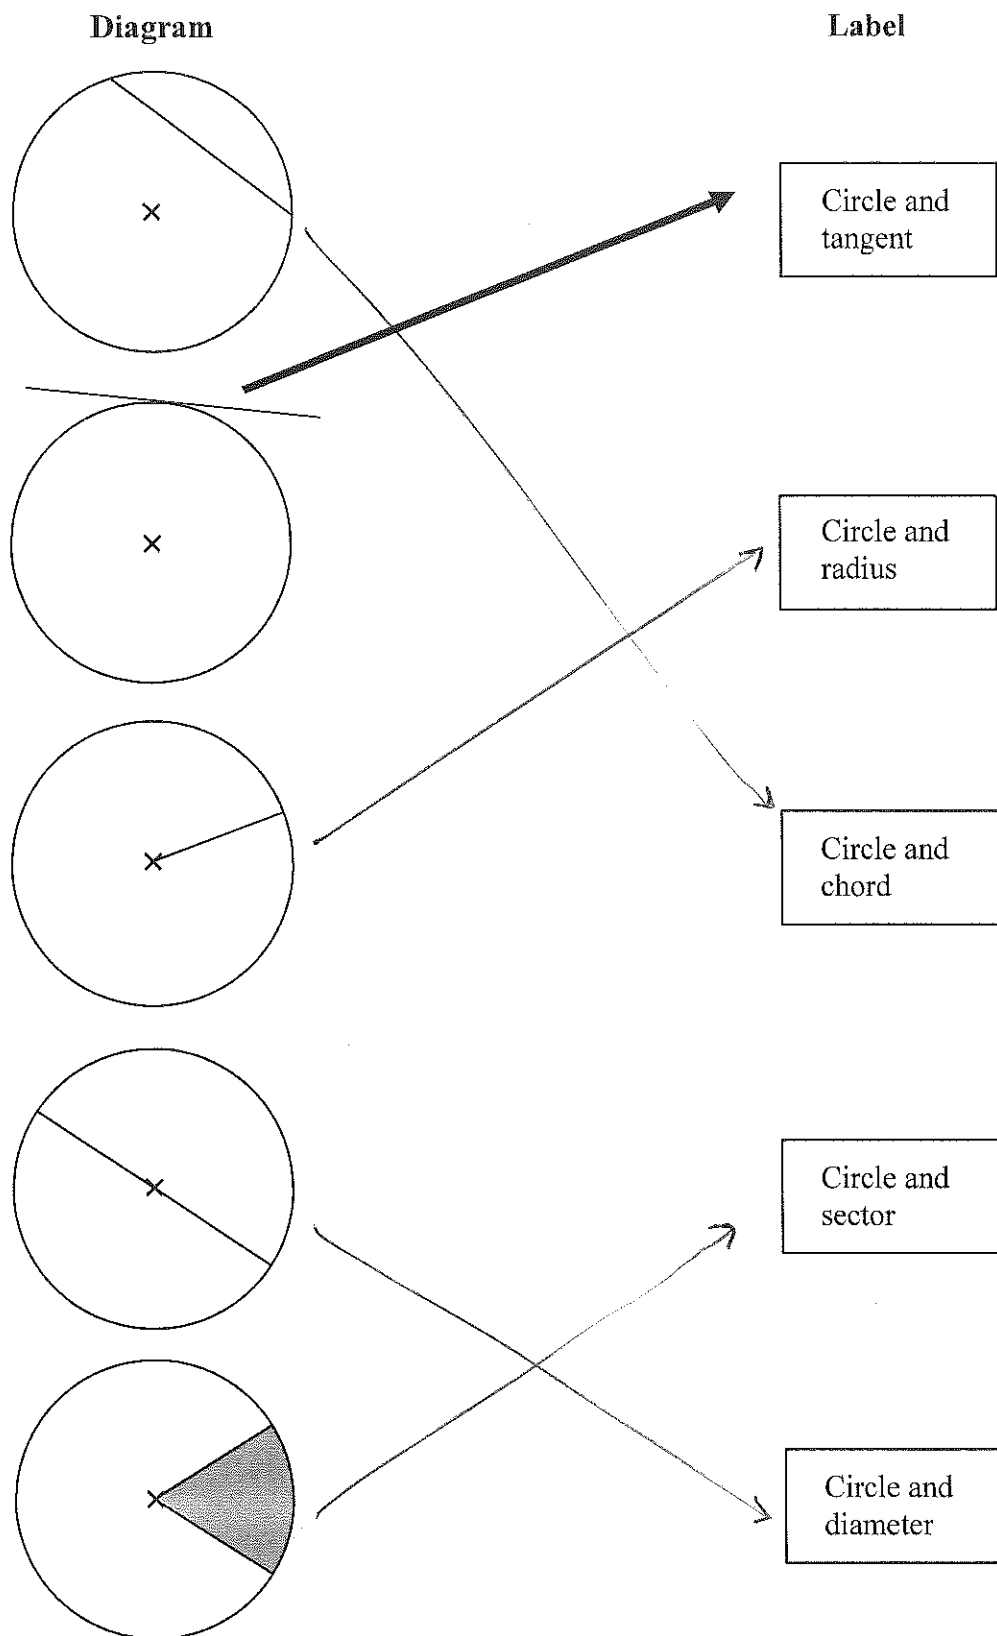 Diagram
Label
Circle and
tangent
Circle and
radius
Circle and
chord
Circle and
sector
Circle and
diameter